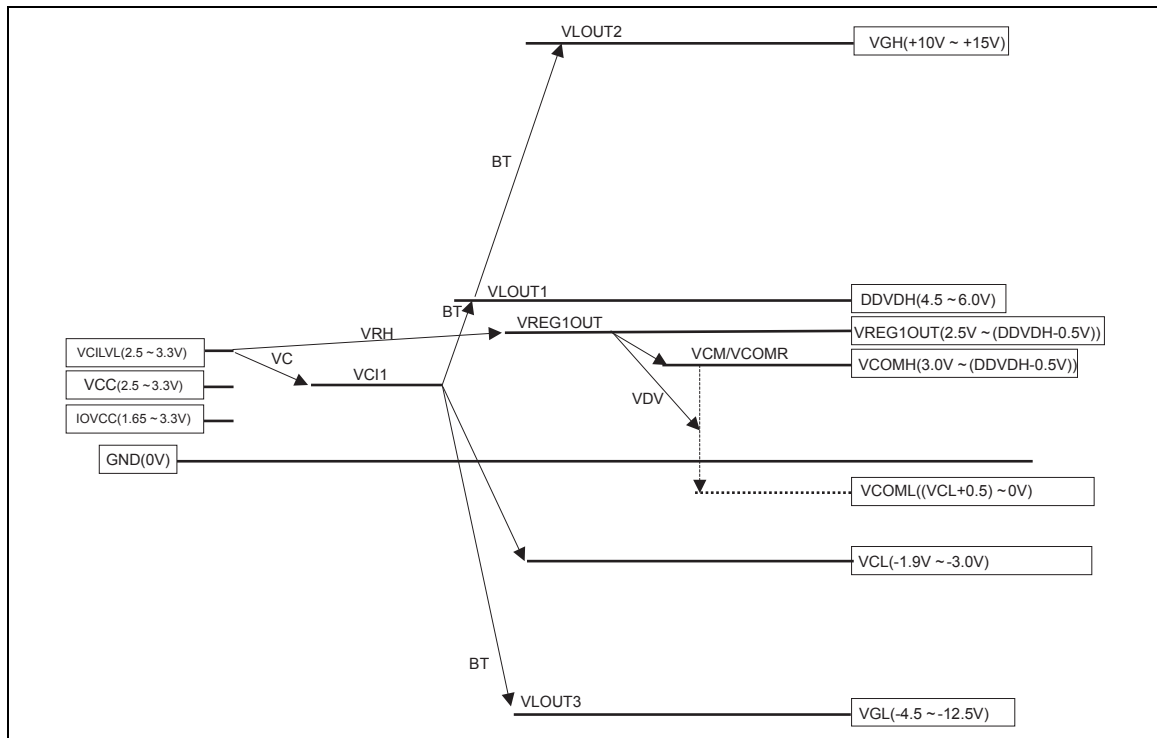 VLOUT2
VGH(+10V ~ +15V)
BT
VLOUT1
DDVDH(4.5 ~ 6.0V)
BT
VREG1OUT
VREG1OUT(2.5V ~ (DDVDH-0.5V))
VRH
VCILVL(2.5 ~ 3.3V)
VC
VCM/VCOMR
VCOMH(3.0V ~ (DDVDH-0.5V))
VCI1
VCC(2.5 ~ 3.3V)
VDV
IOVCC(1.65 ~ 3.3V)
GND(0V)
VCOML((VCL+0.5) ~ 0V)
VCL(-1.9V ~ -3.0V)
BT
VLOUT3
VGL(-4.5 ~ -12.5V)